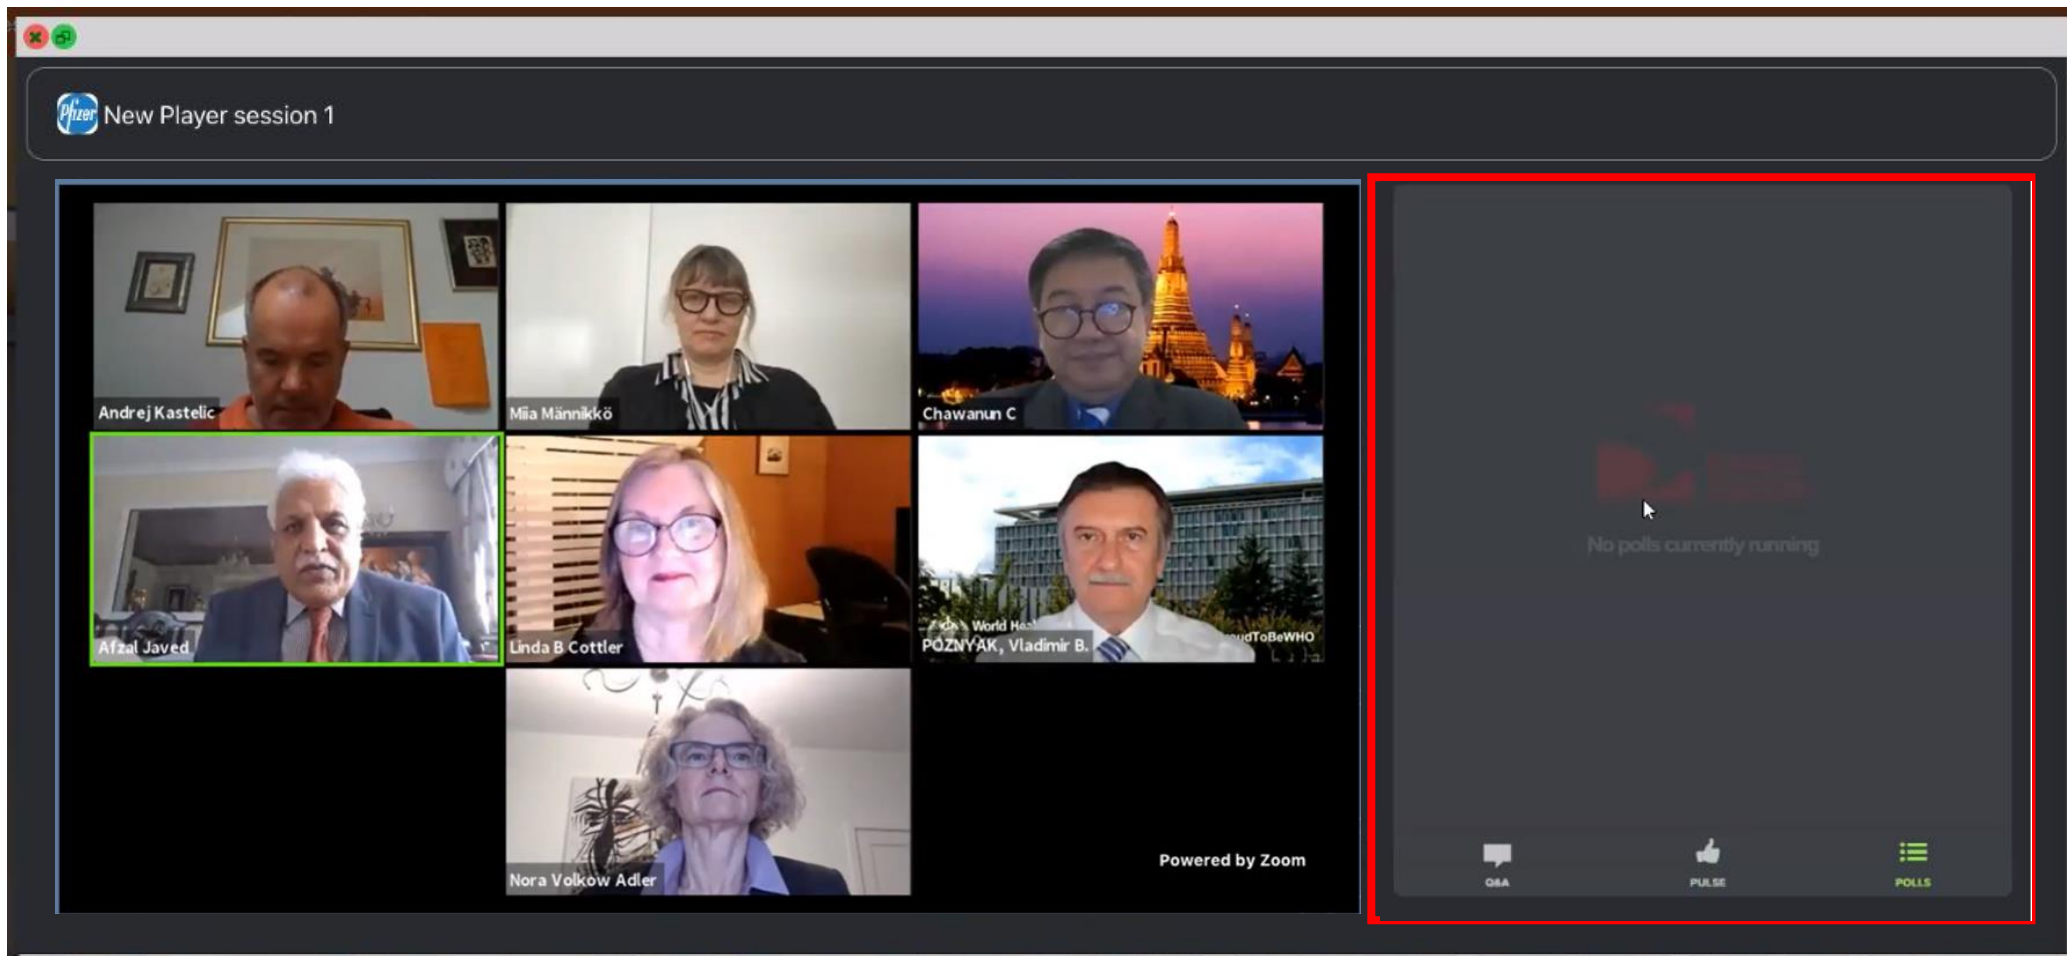 Pfizer New Player session 1
Andrej Kastelic
Miia Männikkö
Chawanun C
Afzal Javed
Linda B Cottler
World Hea
oudToBeWHO
POZNYAK, Vladimir B.
Nora Volkow Adler
Powered by Zoom
No polls currently running
Q&A
PULSE
POLLS